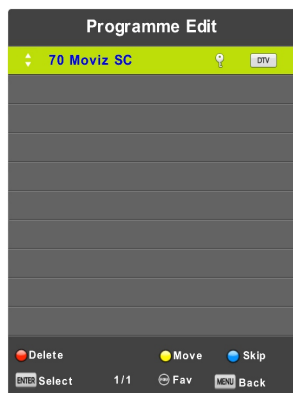 Programme Edit
70 Moviz SC DTV
Delete Move Skip
ENTER Select 1/1 Fav MENU Back